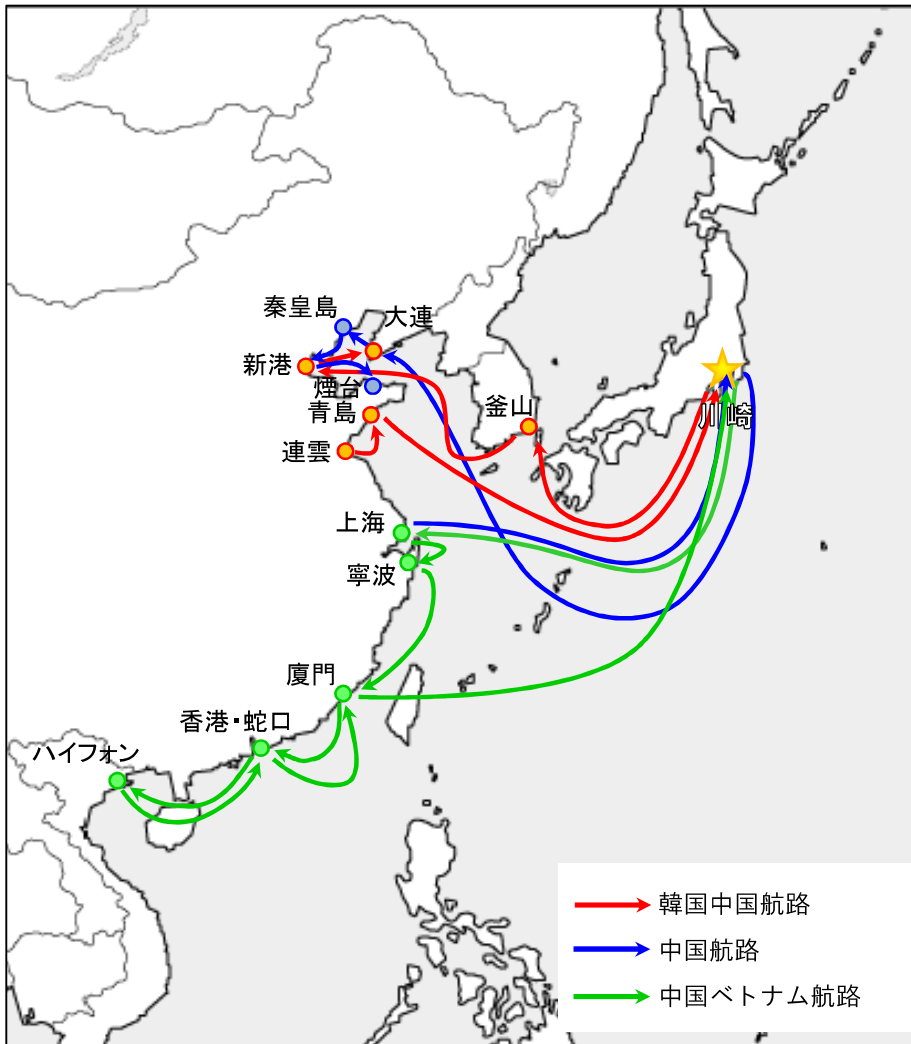 秦皇島
大連
新港
煙台
青島
釜山
川崎
連雲
上海
寧波
廈門
香港・蛇口
ハイフォン
韓国中国航路
中国航路
中国ベトナム航路